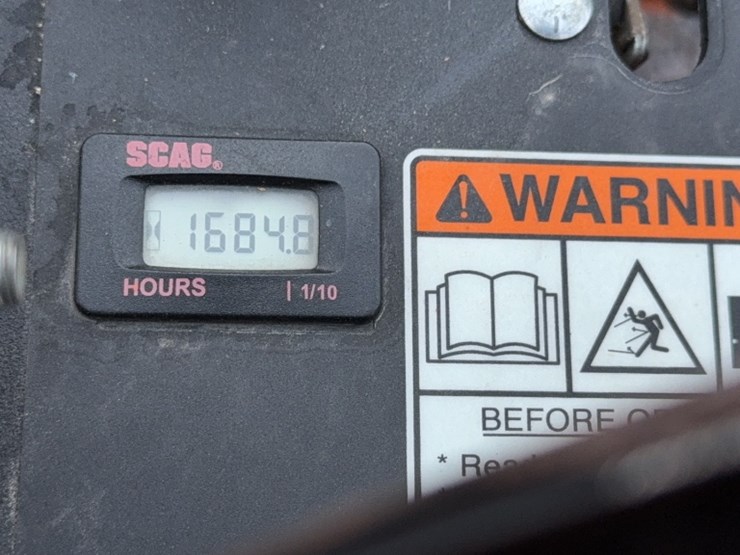 SCAG®
1684.8
HOURS
1/10
WARNIN
BEFORE
*